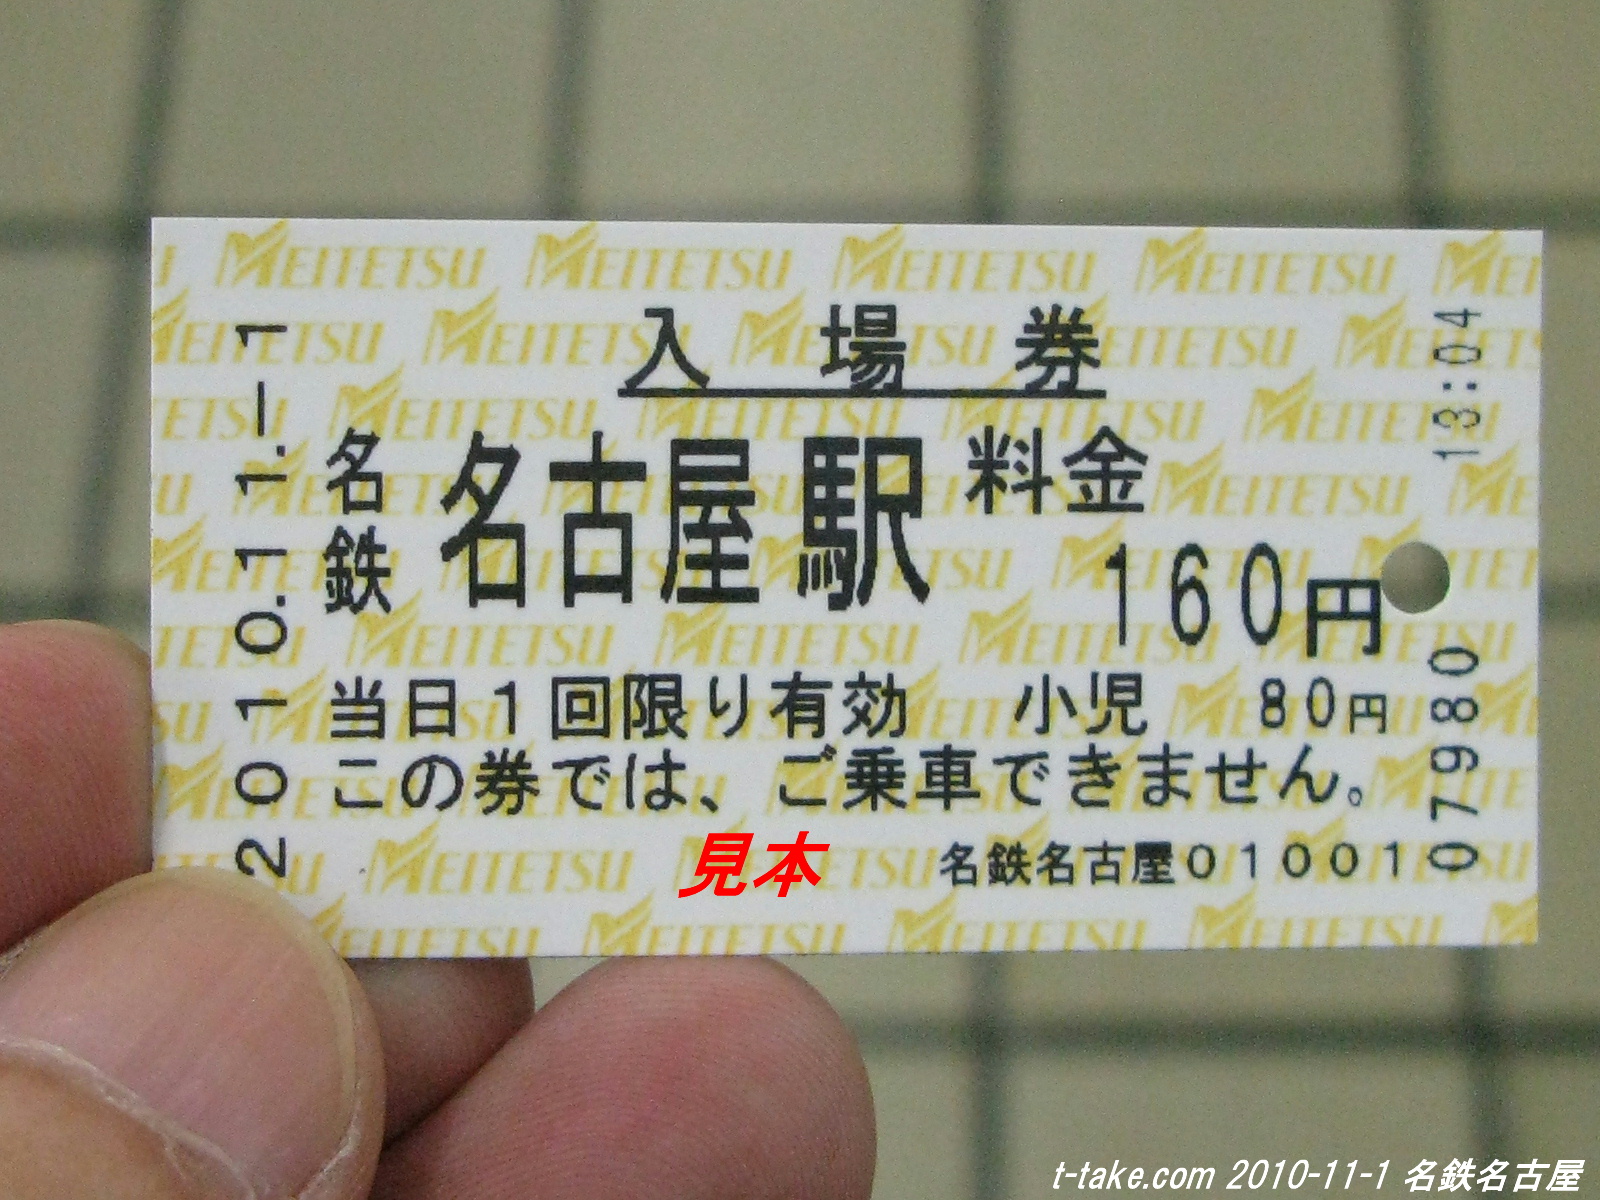 MEITETSU
入場券
名鉄 名古屋駅 料金
160円
当日1回限り有効 小児 80円
この券では、ご乗車できません。
見本 名鉄名古屋01001
2010.11.-1
13:04
07980
t-take.com 2010-11-1 名鉄名古屋